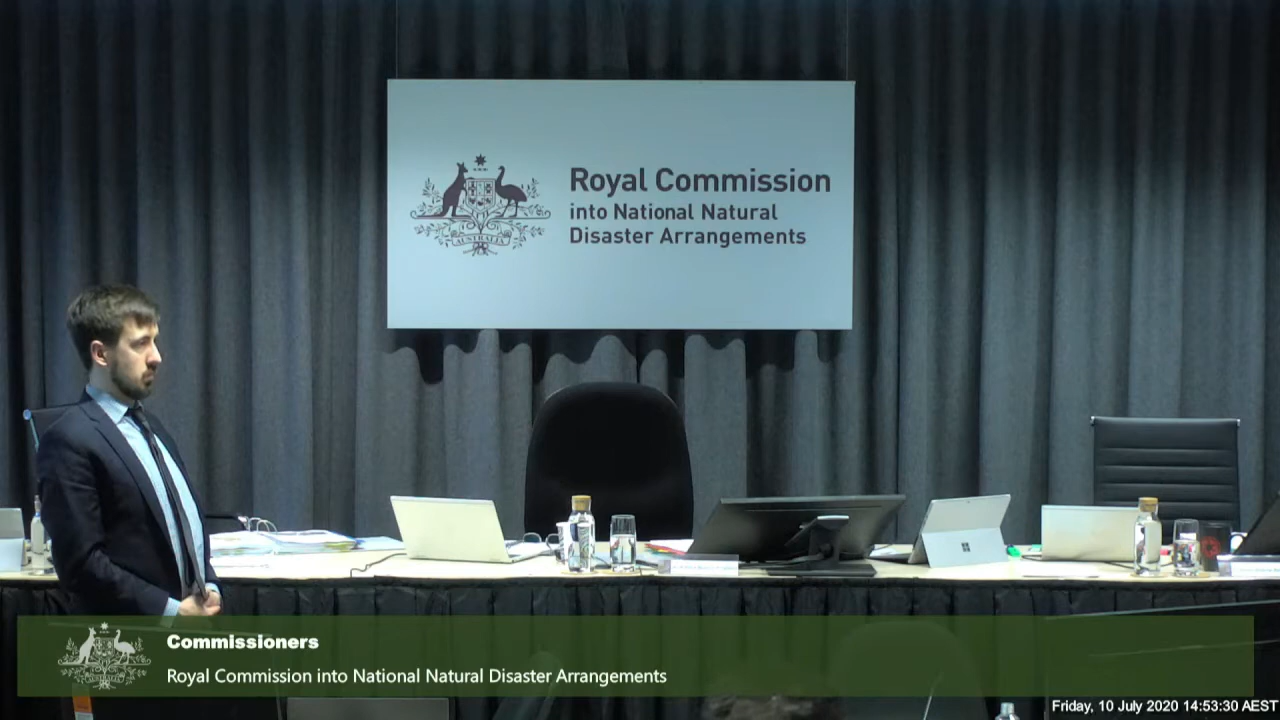 Royal Commission
into National Natural
Disaster Arrangements
AUSTRALIA
Commissioners
Royal Commission into National Natural Disaster Arrangements
Friday, 10 July 2020 14:53:30 AEST